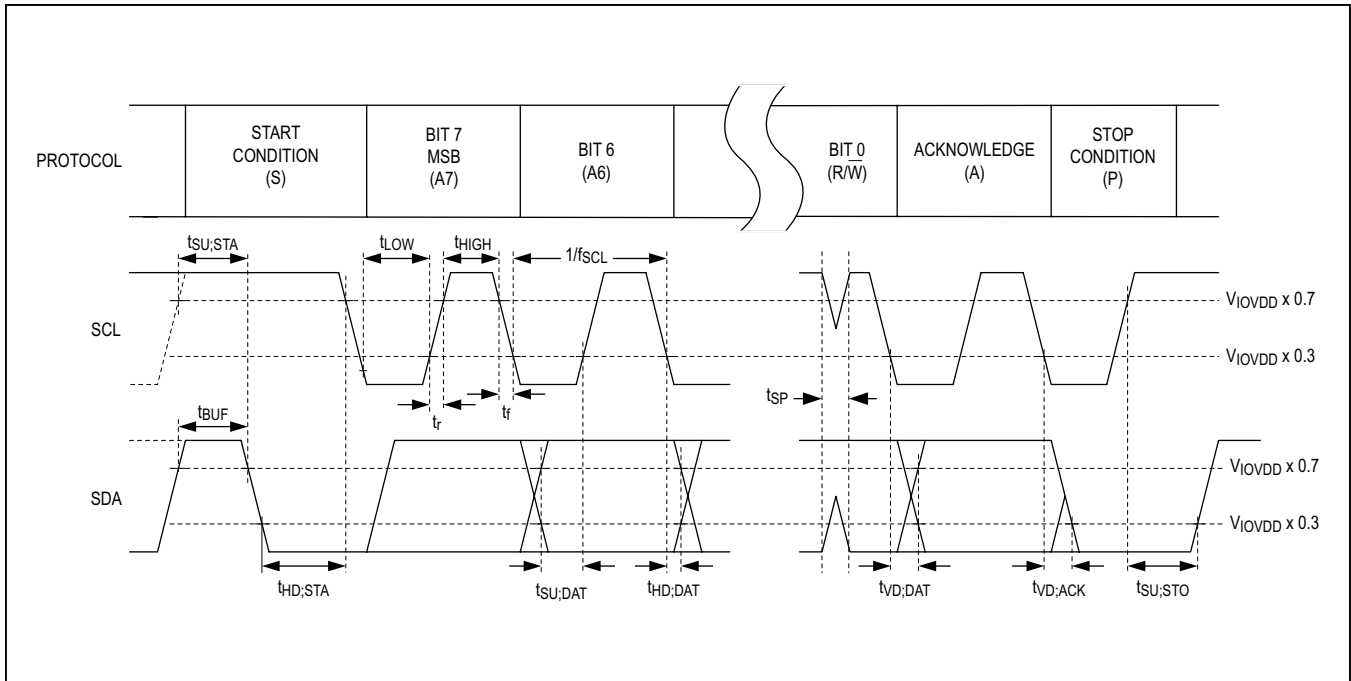 PROTOCOL
START
CONDITION
(S)
BIT 7
MSB
(A7)
BIT 6
(A6)
BIT 0
(R/W̅)
ACKNOWLEDGE
(A)
STOP
CONDITION
(P)
tSU;STA
tLOW
tHIGH
1/fSCL
SCL
VIOVDD x 0.7
VIOVDD x 0.3
tr
tf
tSP
tBUF
SDA
VIOVDD x 0.7
VIOVDD x 0.3
tHD;STA
tSU;DAT
tHD;DAT
tVD;DAT
tVD;ACK
tSU;STO